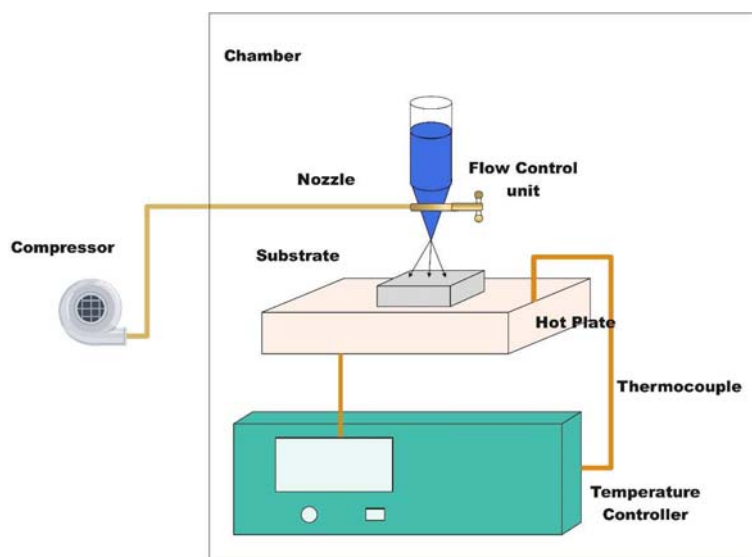 Chamber
Nozzle
Flow Control
unit
Compressor
Substrate
Hot Plate
Thermocouple
Temperature
Controller